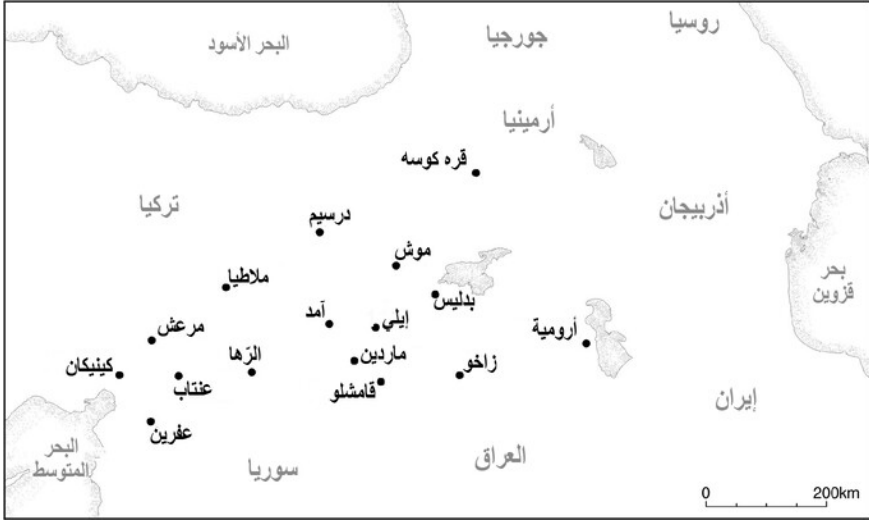 روسيا
جورجيا
البحر الأسود
أرمينيا
قره كوسه
أذربيجان
تركيا
درسيم
موش
بحر
قزوين
ملاطيا
بدليس
آمد
إيلي
أرومية
مرعش
ماردين
زاخو
الرّها
كينيكان
عنتاب
قامشلو
إيران
عفرين
البحر
المتوسط
سوريا
العراق
0 200km